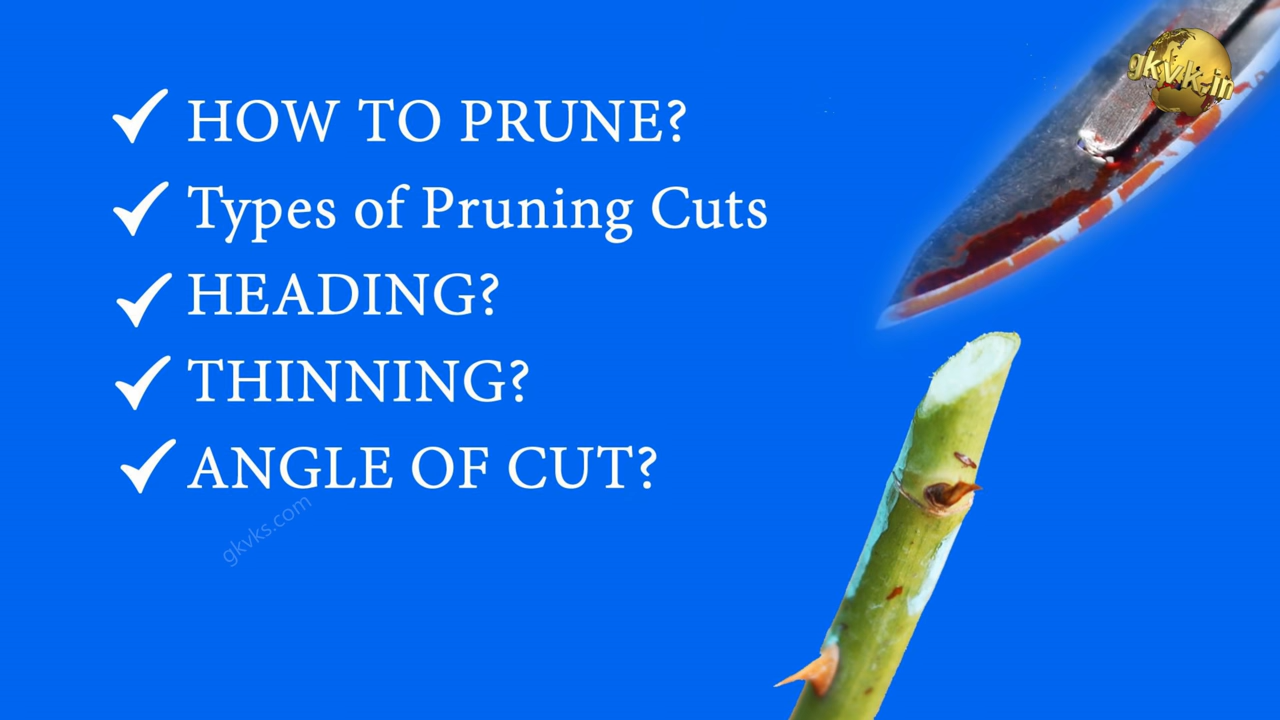 gkvk.in
HOW TO PRUNE?
Types of Pruning Cuts
HEADING?
THINNING?
ANGLE OF CUT?
gkvks.com